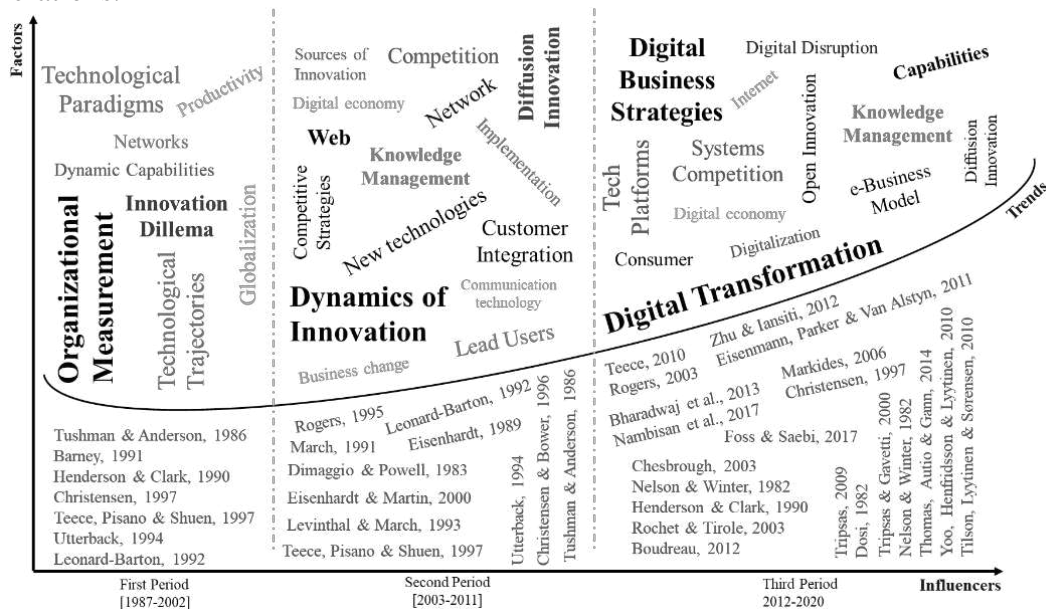 Factors
Technological
Paradigms
Productivity
Networks
Dynamic Capabilities
Organizational
Measurement
Innovation
Dillema
Technological
Trajectories
Globalization
Sources of
Innovation
Competition
Diffusion
Innovation
Digital economy
Network
Web
Knowledge
Management
Implementation
Competitive
Strategies
New technologies
Customer
Integration
Dynamics of
Innovation
Communication
technology
Lead Users
Business change
Digital
Business
Strategies
Digital Disruption
Internet
Capabilities
Open Innovation
Knowledge
Management
Tech
Platforms
Systems
Competition
Diffusion
Innovation
e-Business
Model
Digital economy
Digitalization
Consumer
Trends
Digital Transformation
Tushman & Anderson, 1986
Barney, 1991
Henderson & Clark, 1990
Christensen, 1997
Teece, Pisano & Shuen, 1997
Utterback, 1994
Leonard-Barton, 1992
Rogers, 1995
Leonard-Barton, 1992
March, 1991
Eisenhardt, 1989
Dimaggio & Powell, 1983
Eisenhardt & Martin, 2000
Levinthal & March, 1993
Teece, Pisano & Shuen, 1997
Utterback, 1994
Christensen & Bower, 1996
Tushman & Anderson, 1986
Teece, 2010
Zhu & Iansiti, 2012
Rogers, 2003
Eisenmann, Parker & Van Alstyn, 2011
Bharadwaj et al., 2013
Markides, 2006
Nambisan et al., 2017
Christensen, 1997
Foss & Saebi, 2017
Chesbrough, 2003
Nelson & Winter, 1982
Henderson & Clark, 1990
Rochet & Tirole, 2003
Boudreau, 2012
Tripsas, 2009
Dosi, 1982
Tripsas & Gavetti, 2000
Nelson & Winter, 1982
Thomas, Autio & Gann, 2014
Yoo, Henfridsson & Lyytinen, 2010
Tilson, Lyytinen & Sørensen, 2010
First Period
[1987-2002]
Second Period
[2003-2011]
Third Period
2012-2020
Influencers